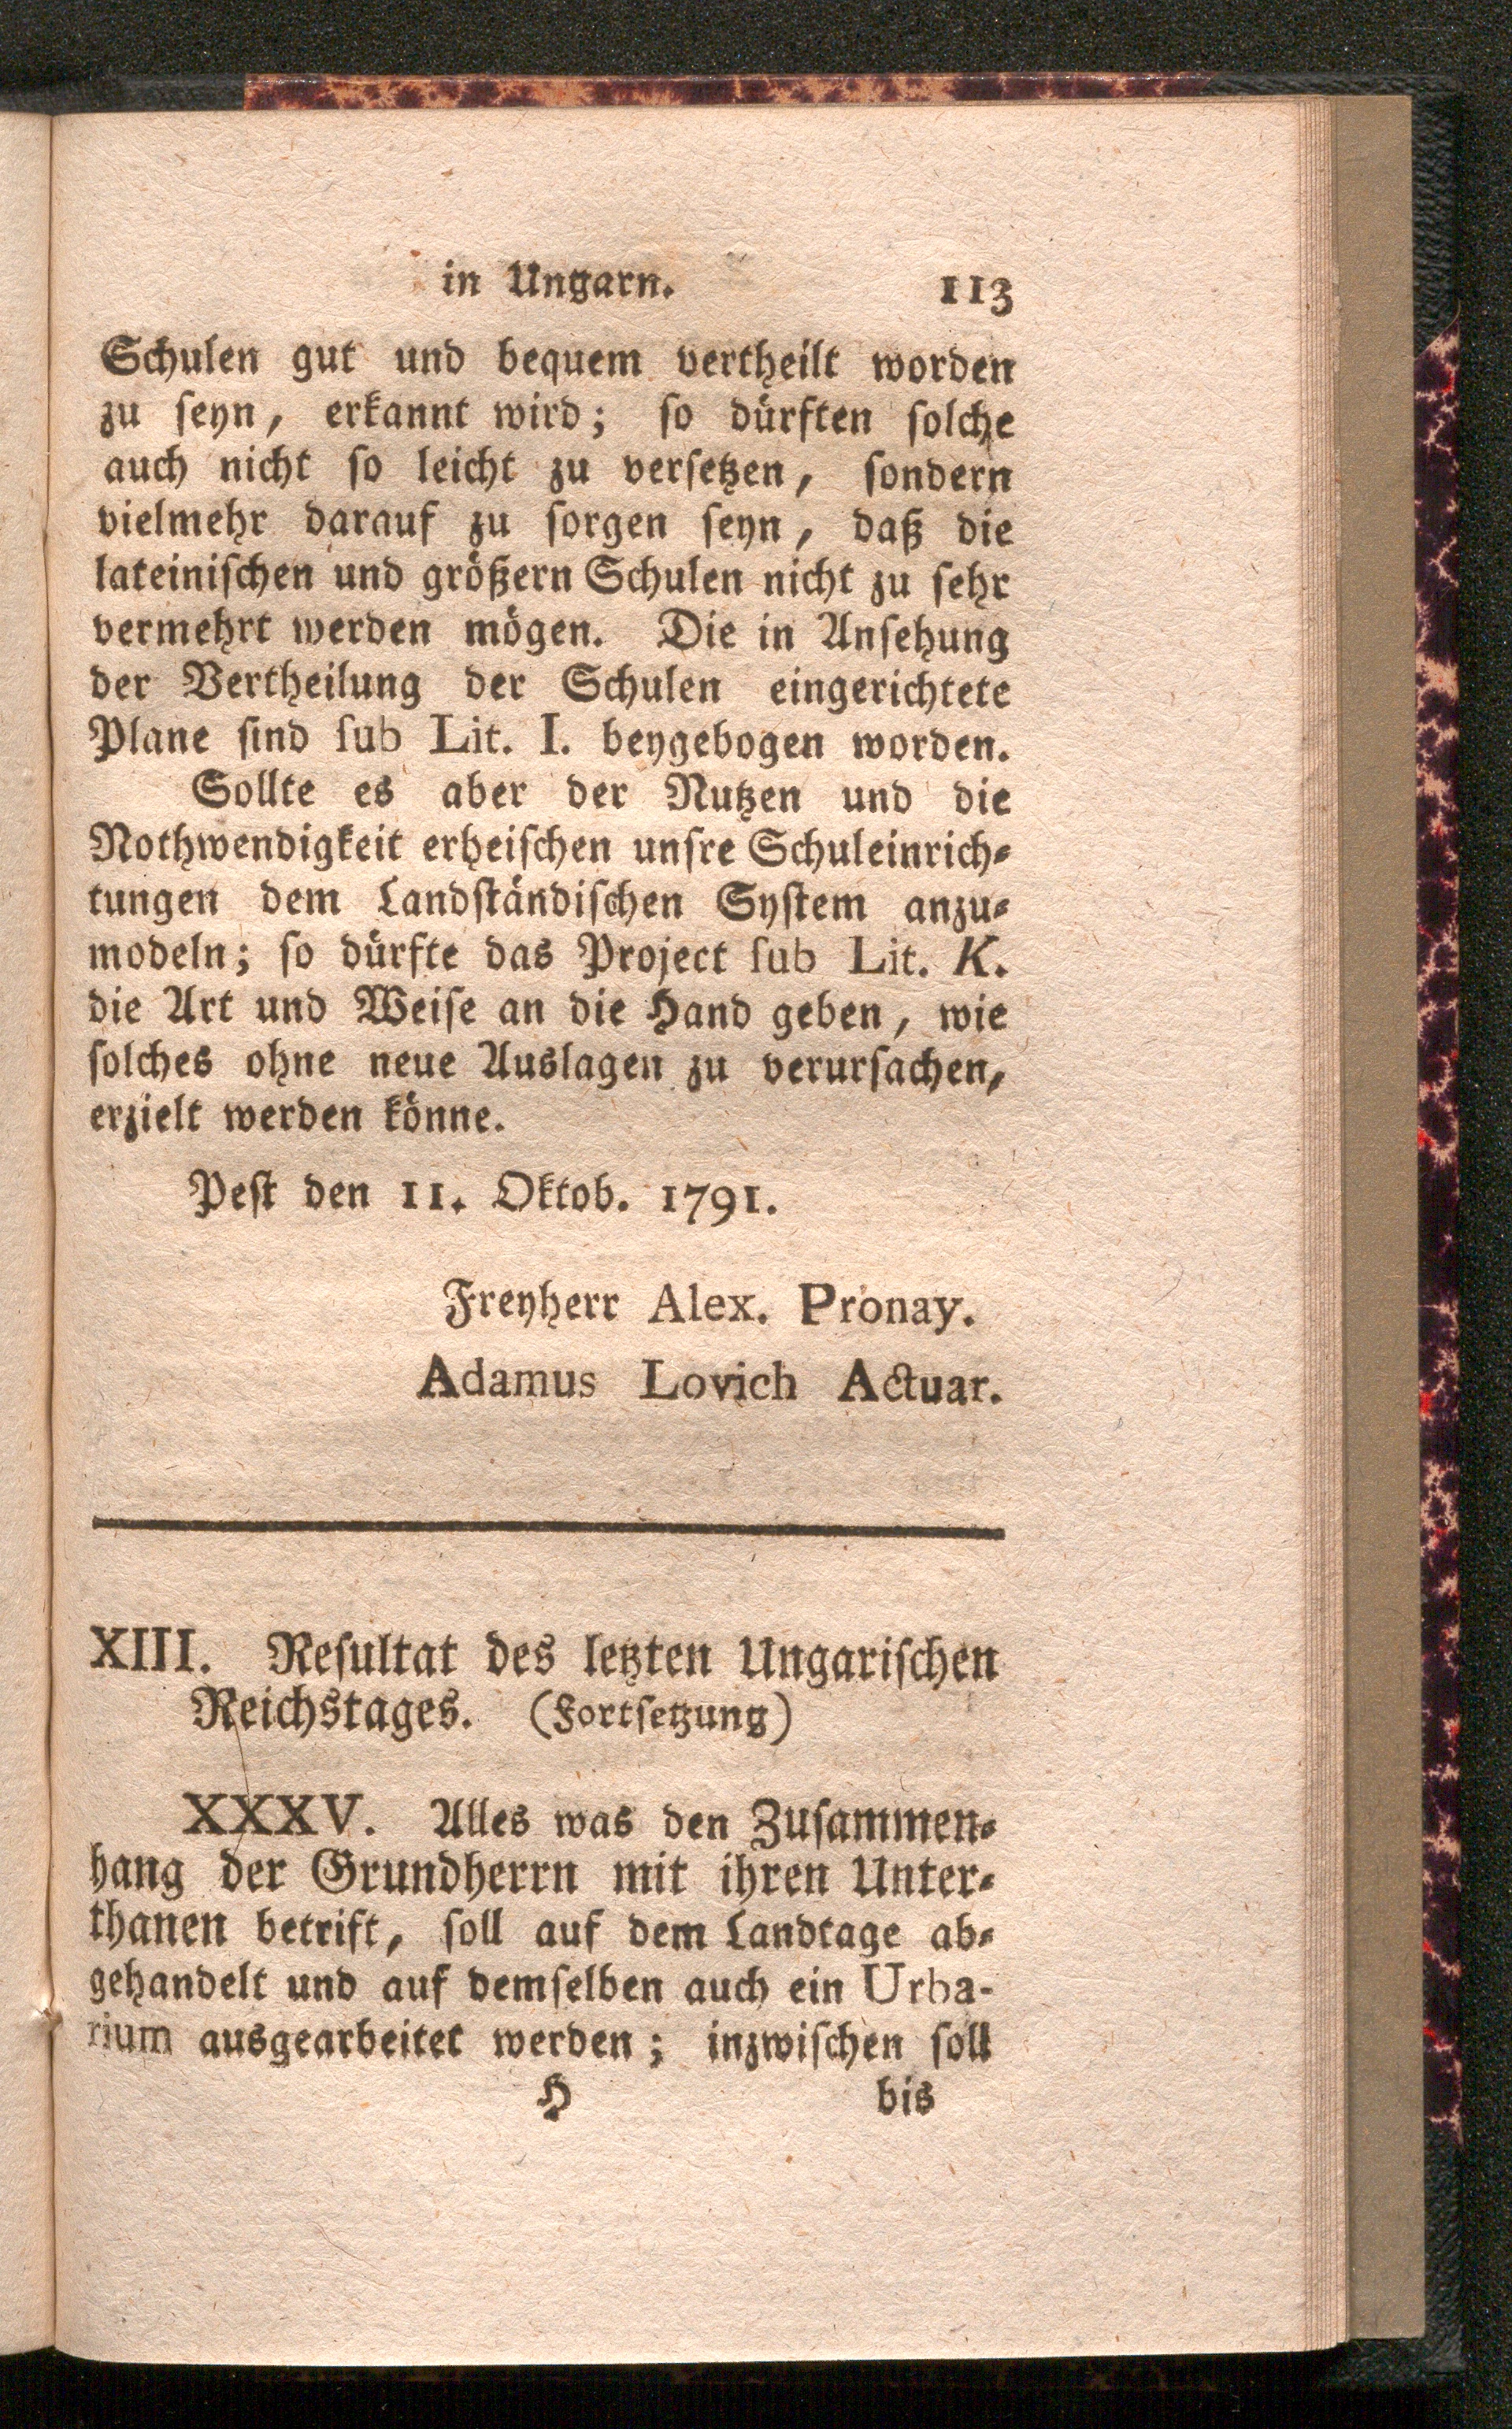 in Ungarn. 113
Schulen gut und bequem vertheilt worden
zu seyn, erkannt wird; so dürften solche
auch nicht so leicht zu versetzen, sondern
vielmehr darauf zu sorgen seyn, daß die
lateinischen und größern Schulen nicht zu sehr
vermehrt werden mögen. Die in Ansehung
der Vertheilung der Schulen eingerichtete
Plane sind sub Lit. I. beygebogen worden.
Sollte es aber der Nutzen und die
Nothwendigkeit erheischen unsre Schuleinrich-
tungen dem Landständischen System anzu-
modeln; so dürfte das Project sub Lit. K.
die Art und Weise an die Hand geben, wie
solches ohne neue Auslagen zu verursachen,
erzielt werden könne.
Pest den 11. Oktob. 1791.
Freyherr Alex. Pronay.
Adamus Lovich Actuar.
XIII. Resultat des letzten Ungarischen
Reichstages. (Fortsetzung)
XXXV. Alles was den Zusammen-
hang der Grundherrn mit ihren Unter-
thanen betrift, soll auf dem Landtage ab-
gehandelt und auf demselben auch ein Urba-
rium ausgearbeitet werden; inzwischen soll
H bis